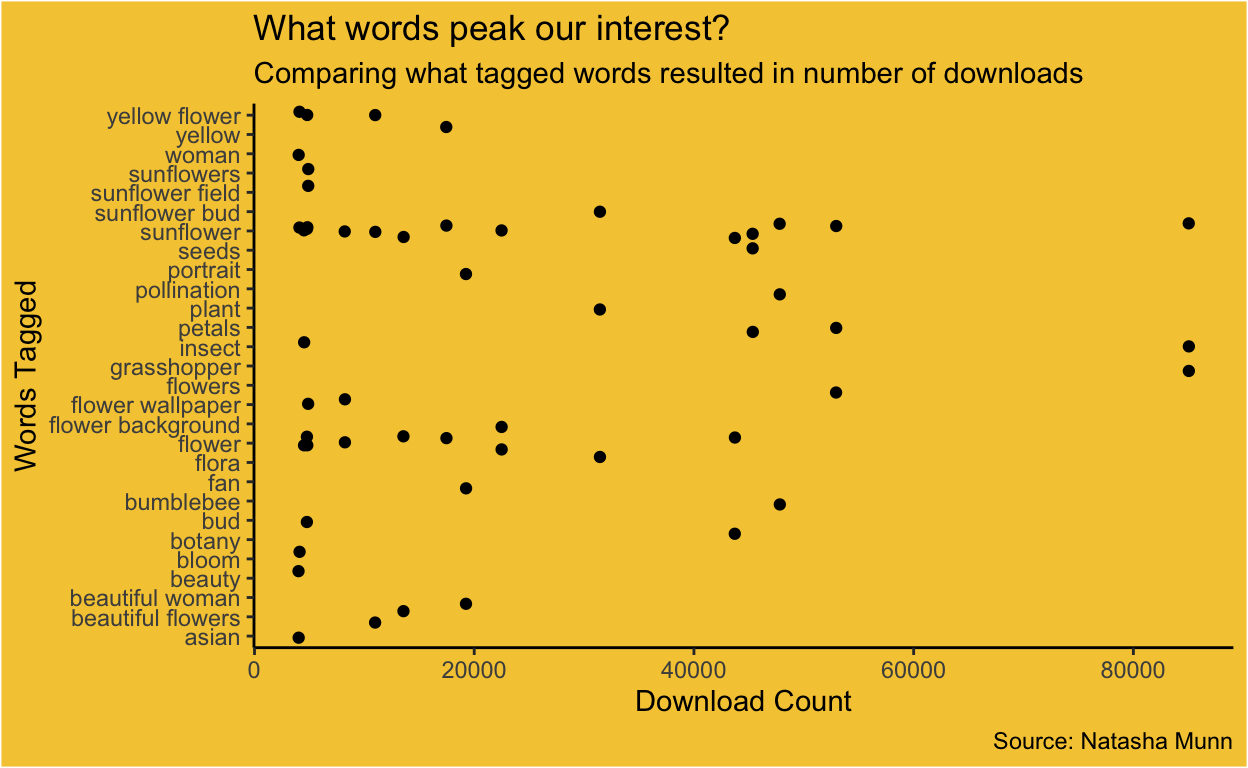 What words peak our interest?
Comparing what tagged words resulted in number of downloads
Words Tagged
yellow flower
yellow
woman
sunflowers
sunflower field
sunflower bud
sunflower
seeds
portrait
pollination
plant
petals
insect
grasshopper
flowers
flower wallpaper
flower background
flower
flora
fan
bumblebee
bud
botany
bloom
beauty
beautiful woman
beautiful flowers
asian
0 20000 40000 60000 80000
Download Count
Source: Natasha Munn